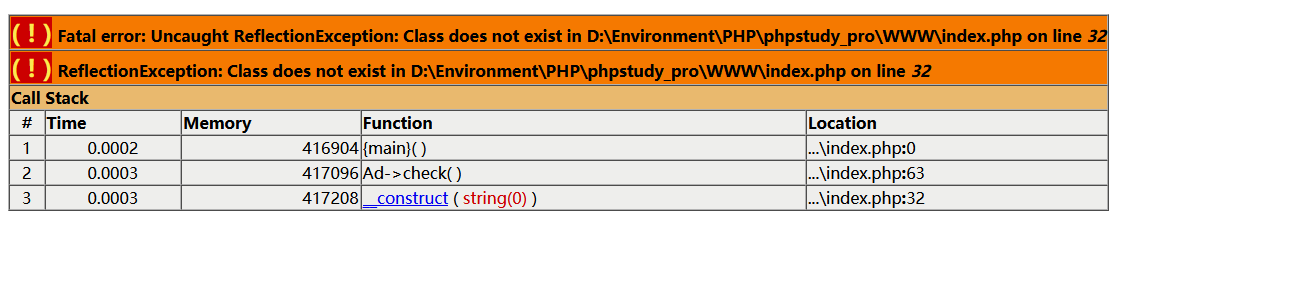 ( ! ) Fatal error: Uncaught ReflectionException: Class does not exist in D:\Environment\PHP\phpstudy_pro\WWW\index.php on line 32
( ! ) ReflectionException: Class does not exist in D:\Environment\PHP\phpstudy_pro\WWW\index.php on line 32
Call Stack
# Time Memory Function Location
1 0.0002 416904 {main}( ) ...\index.php:0
2 0.0003 417096 Ad->check( ) ...\index.php:63
3 0.0003 417208 __construct ( string(0) ) ...\index.php:32